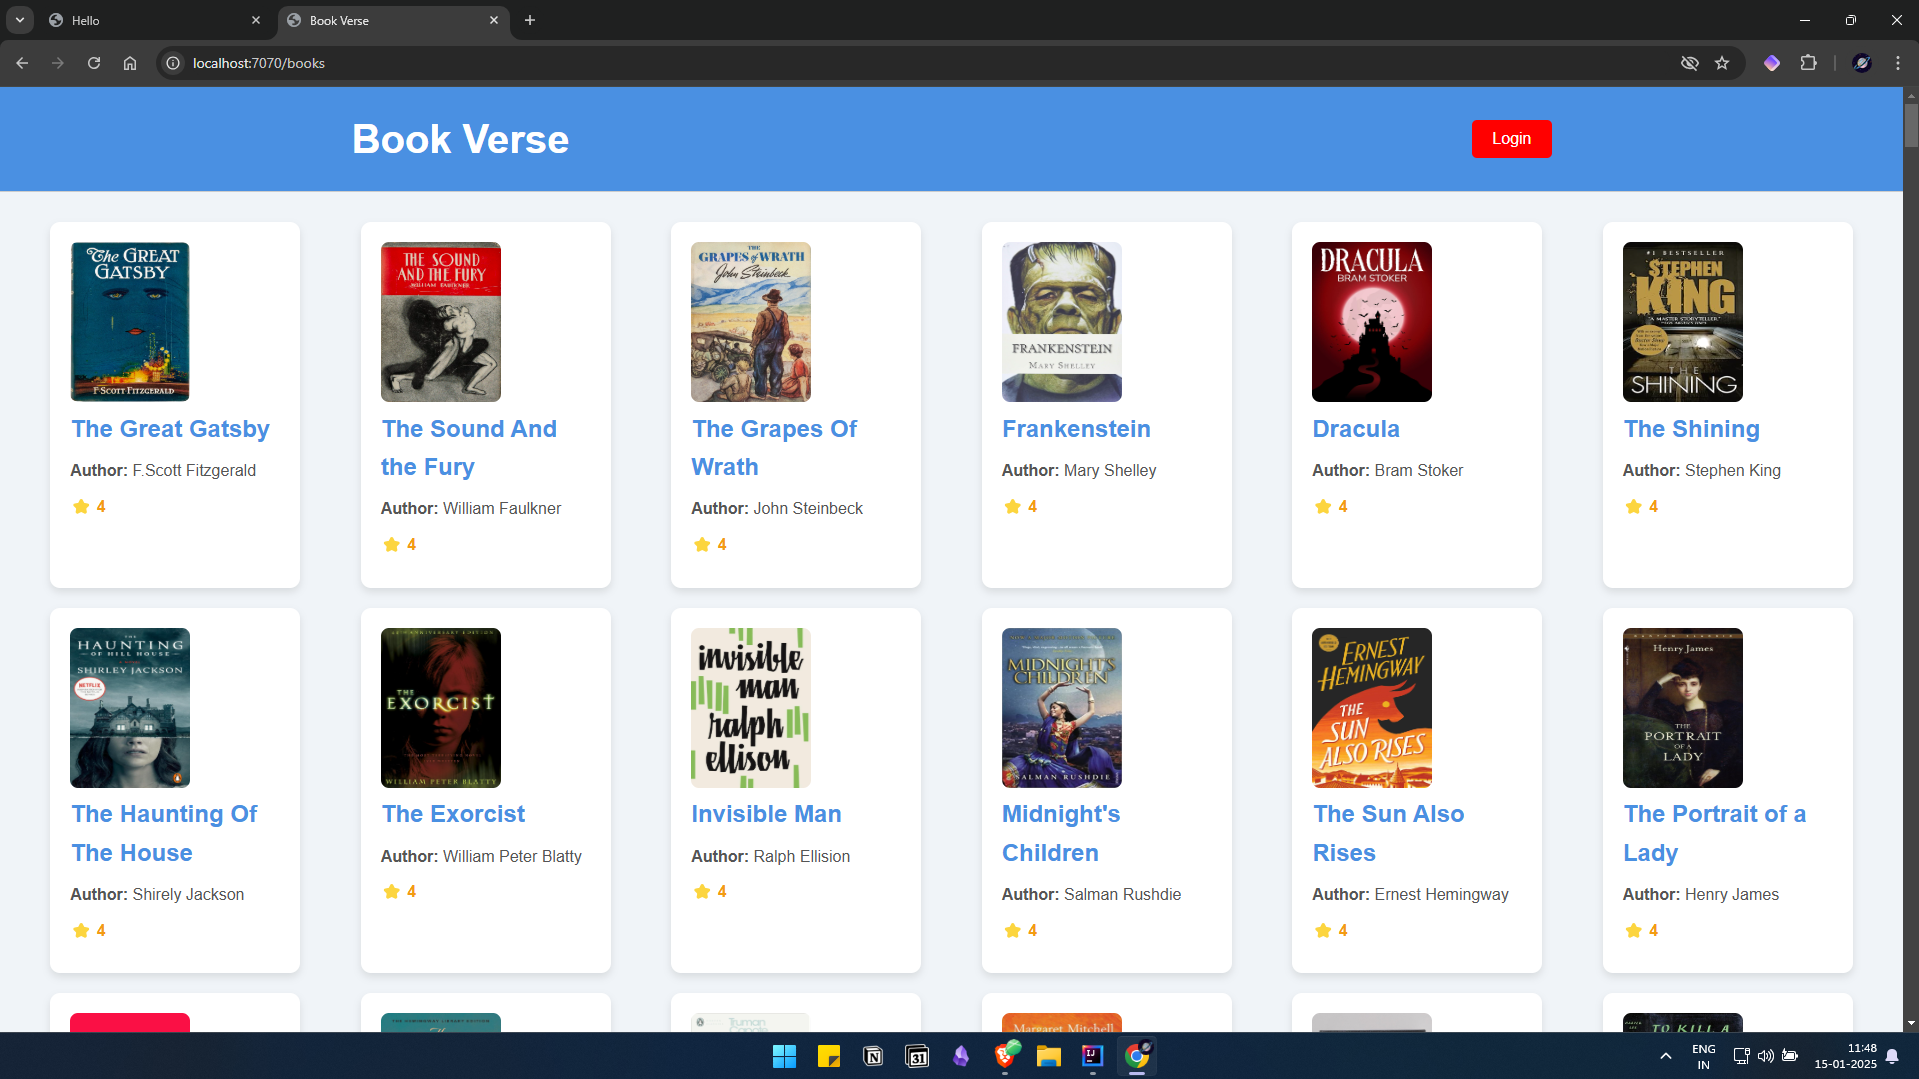 Hello
Book Verse
localhost:7070/books
Book Verse
Login
The GREAT
GATSBY
F·SCOTT FITZGERALD
The Great Gatsby
Author: F.Scott Fitzgerald
4
THE SOUND
AND THE FURY
WILLIAM FAULKNER
The Sound And
the Fury
Author: William Faulkner
4
THE
GRAPES of WRATH
John Steinbeck
The Grapes Of
Wrath
Author: John Steinbeck
4
FRANKENSTEIN
MARY SHELLEY
Frankenstein
Author: Mary Shelley
4
DRACULA
BRAM STOKER
Dracula
Author: Bram Stoker
4
#1 BESTSELLER
STEPHEN
KING
"A MASTER STORYTELLER."
THE
SHINING
The Shining
Author: Stephen King
4
THE
HAUNTING
OF HILL HOUSE
SHIRLEY JACKSON
NETFLIX
The Haunting Of
The House
Author: Shirely Jackson
4
THE
EXORCIST
WILLIAM PETER BLATTY
The Exorcist
Author: William Peter Blatty
4
invisible
man
ralph
ellison
Invisible Man
Author: Ralph Ellision
4
MIDNIGHT'S
CHILDREN
SALMAN RUSHDIE
Midnight's
Children
Author: Salman Rushdie
4
ERNEST
HEMINGWAY
THE
SUN
ALSO RISES
The Sun Also
Rises
Author: Ernest Hemingway
4
BANTAM CLASSIC
Henry James
THE
PORTRAIT
OF A
LADY
The Portrait of a
Lady
Author: Henry James
4
Truman
Capote
Margaret Mitchell
TO KILL A
31
ENG
IN
11:48
15-01-2025